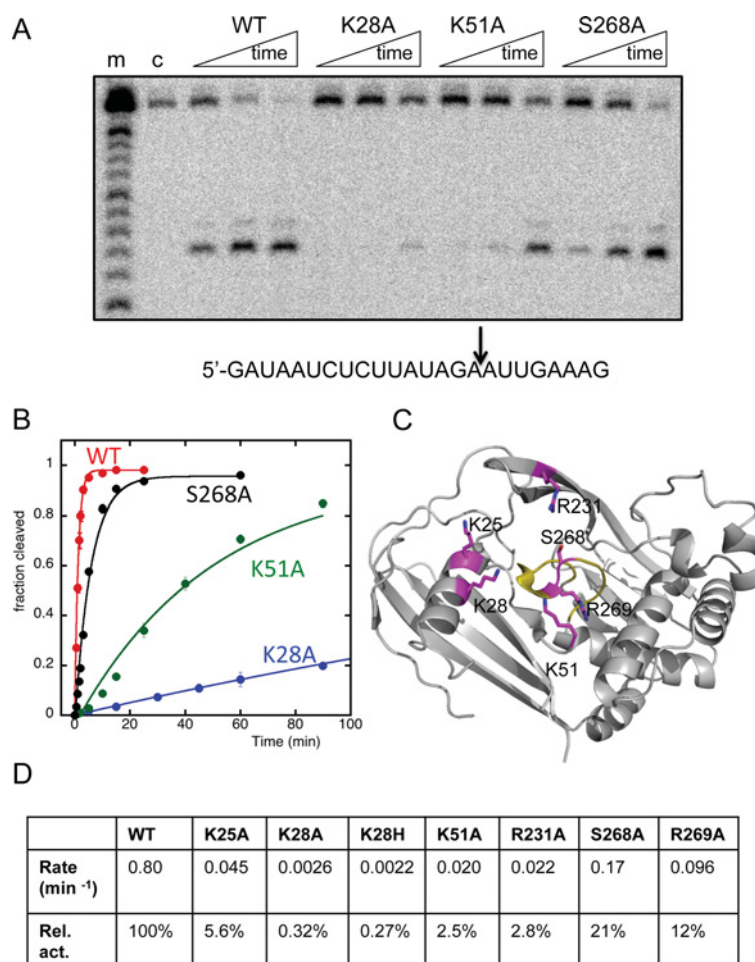 A
WT K28A K51A S268A
m c time time time time
5'-GAUAAUCUCUUAUAGAAUUGAAAG
B
WT
S268A
K51A
K28A
fraction cleaved
1
0.8
0.6
0.4
0.2
0
0 20 40 60 80 100
Time (min)
C
R231
K25
S268
K28
R269
K51
D
WT K25A K28A K28H K51A R231A S268A R269A
Rate (min -1) 0.80 0.045 0.0026 0.0022 0.020 0.022 0.17 0.096
Rel. act. 100% 5.6% 0.32% 0.27% 2.5% 2.8% 21% 12%